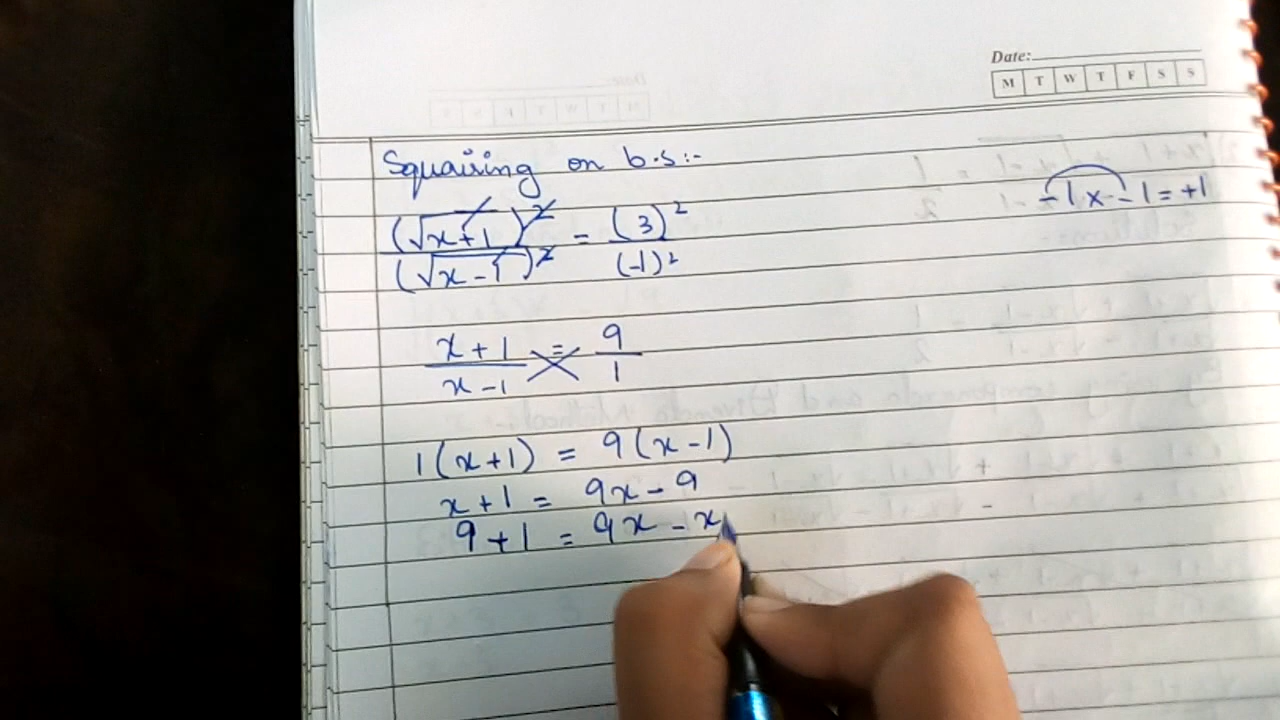 Date:
M T W T F S S
Squairing on b.s:-
(√x+1)² = (3)²
(√x-1)² (-1)²
-1x-1=+1
x+1 = 9
x-1 1
1(x+1) = 9(x-1)
x+1 = 9x-9
9+1 = 9x-x